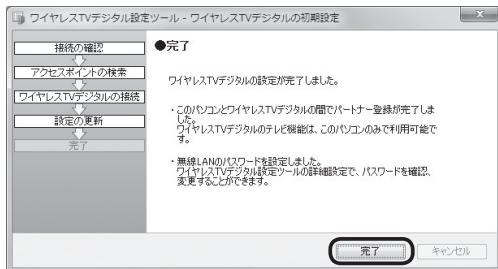 ワイヤレスTVデジタル設定ツール - ワイヤレスTVデジタルの初期設定
接続の確認
アクセスポイントの検索
ワイヤレスTVデジタルの接続
設定の更新
完了
●完了
ワイヤレスTVデジタルの設定が完了しました。
・このパソコンとワイヤレスTVデジタルの間でパートナー登録が完了しま
した。
ワイヤレスTVデジタルのテレビ機能は、このパソコンのみで利用可能で
す。
・無線LANのパスワードを設定しました。
ワイヤレスTVデジタル設定ツールの詳細設定で、パスワードを確認、
変更することができます。
完了
キャンセル